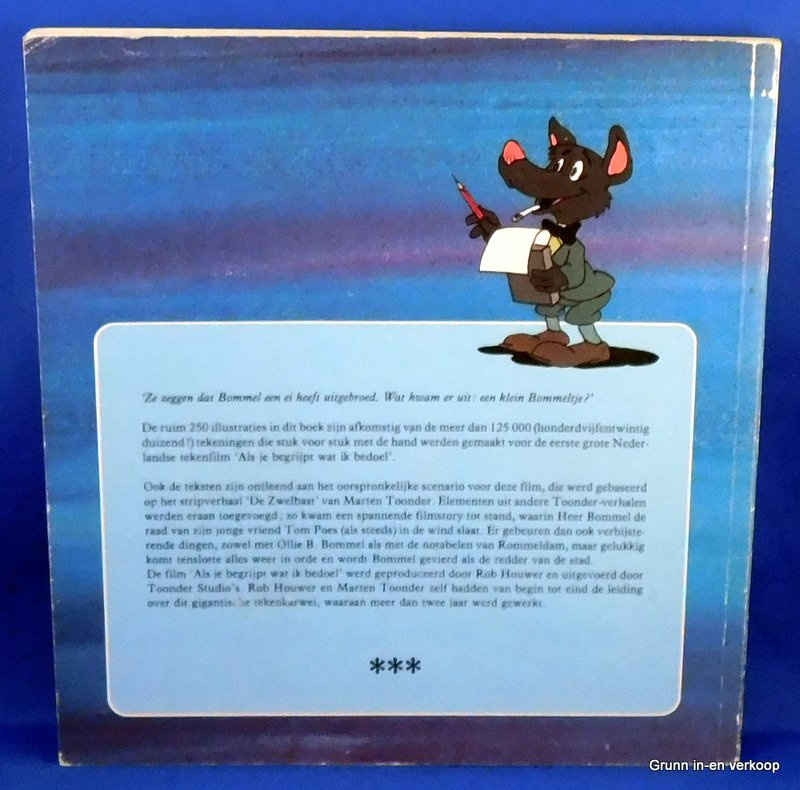 'Ze zeggen dat Bommel een ei heeft uitgebroed. Wat kwam er uit: een klein Bommeltje?'
De ruim 250 illustraties in dit boek zijn afkomstig van de meer dan 125 000 (honderdvijfentwintig
duizend!) tekeningen die stuk voor stuk met de hand werden gemaakt voor de eerste grote Neder-
landse tekenfilm 'Als je begrijpt wat ik bedoel'.
Ook de teksten zijn ontleend aan het oorspronkelijke scenario voor deze film, die werd gebaseerd
op het stripverhaal 'De Zwelbast' van Marten Toonder. Elementen uit andere Toonder-verhalen
werden eraan toegevoegd; zo kwam een spannende filmstory tot stand, waarin Heer Bommel de
raad van zijn jonge vriend Tom Poes (als steeds) in de wind slaat. Er gebeuren dan ook verbijste-
rende dingen, zowel met Ollie B. Bommel als met de notabelen van Rommeldam, maar gelukkig
komt tenslotte alles weer in orde en wordt Bommel gevierd als de redder van de stad.
De film 'Als je begrijpt wat ik bedoel' werd geproduceerd door Rob Houwer en uitgevoerd door
Toonder Studio's. Rob Houwer en Marten Toonder zelf hadden van begin tot eind de leiding
over dit gigantische tekenkarwei, waaraan meer dan twee jaar werd gewerkt.
***
Grunn in-en verkoop